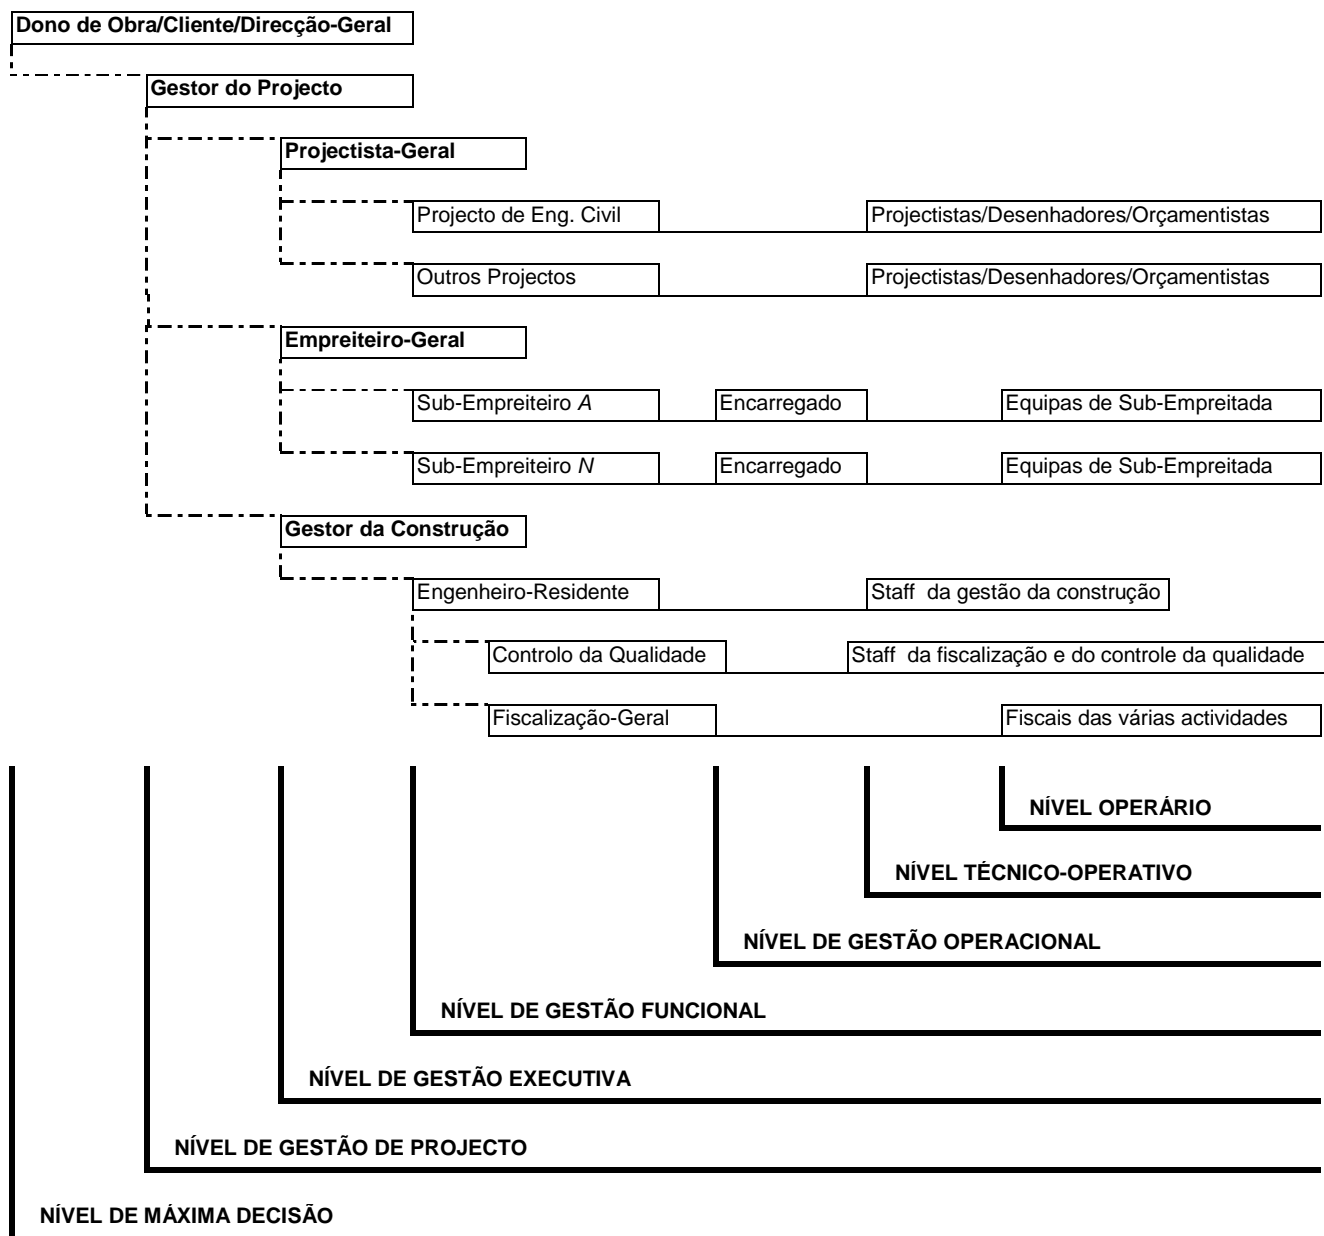 Dono de Obra/Cliente/Direcção-Geral
Gestor do Projecto
Projectista-Geral
Projecto de Eng. Civil Projectistas/Desenhadores/Orçamentistas
Outros Projectos Projectistas/Desenhadores/Orçamentistas
Empreiteiro-Geral
Sub-Empreiteiro A Encarregado Equipas de Sub-Empreitada
Sub-Empreiteiro N Encarregado Equipas de Sub-Empreitada
Gestor da Construção
Engenheiro-Residente Staff da gestão da construção
Controlo da Qualidade Staff da fiscalização e do controle da qualidade
Fiscalização-Geral Fiscais das várias actividades
NÍVEL OPERÁRIO
NÍVEL TÉCNICO-OPERATIVO
NÍVEL DE GESTÃO OPERACIONAL
NÍVEL DE GESTÃO FUNCIONAL
NÍVEL DE GESTÃO EXECUTIVA
NÍVEL DE GESTÃO DE PROJECTO
NÍVEL DE MÁXIMA DECISÃO